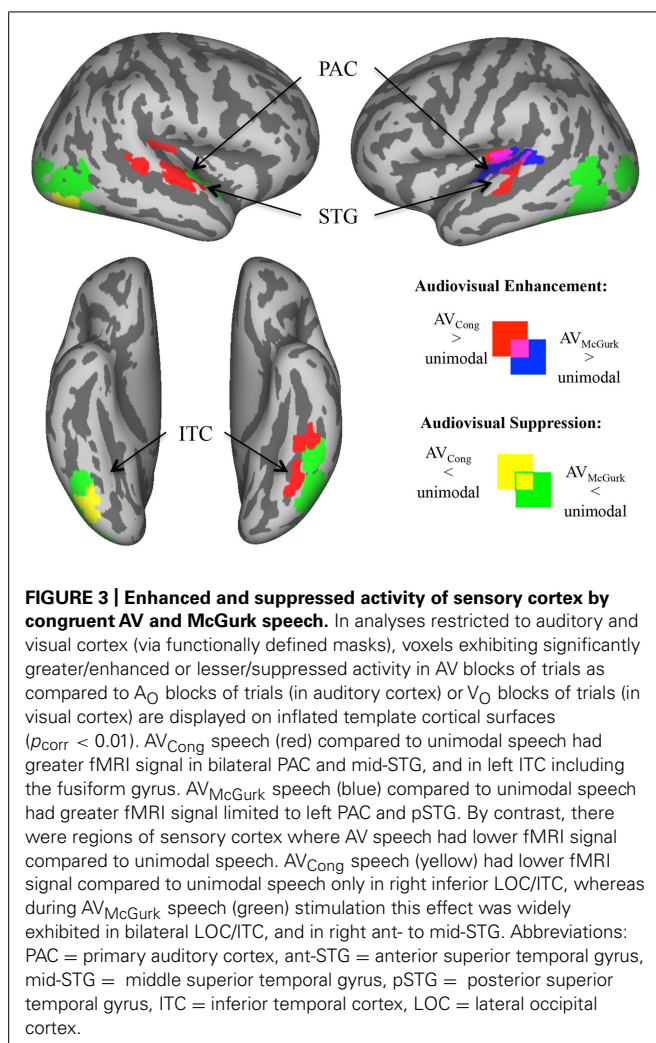 PAC
STG
ITC
Audiovisual Enhancement:
AVCong
>
unimodal
AVMcGurk
>
unimodal
Audiovisual Suppression:
AVCong
<
unimodal
AVMcGurk
<
unimodal
FIGURE 3 | Enhanced and suppressed activity of sensory cortex by
congruent AV and McGurk speech. In analyses restricted to auditory and
visual cortex (via functionally defined masks), voxels exhibiting significantly
greater/enhanced or lesser/suppressed activity in AV blocks of trials as
compared to AO blocks of trials (in auditory cortex) or VO blocks of trials (in
visual cortex) are displayed on inflated template cortical surfaces
(pcorr < 0.01). AVCong speech (red) compared to unimodal speech had
greater fMRI signal in bilateral PAC and mid-STG, and in left ITC including
the fusiform gyrus. AVMcGurk speech (blue) compared to unimodal speech
had greater fMRI signal limited to left PAC and pSTG. By contrast, there
were regions of sensory cortex where AV speech had lower fMRI signal
compared to unimodal speech. AVCong speech (yellow) had lower fMRI
signal compared to unimodal speech only in right inferior LOC/ITC, whereas
during AVMcGurk speech (green) stimulation this effect was widely
exhibited in bilateral LOC/ITC, and in right ant- to mid-STG. Abbreviations:
PAC = primary auditory cortex, ant-STG = anterior superior temporal gyrus,
mid-STG = middle superior temporal gyrus, pSTG = posterior superior
temporal gyrus, ITC = inferior temporal cortex, LOC = lateral occipital
cortex.